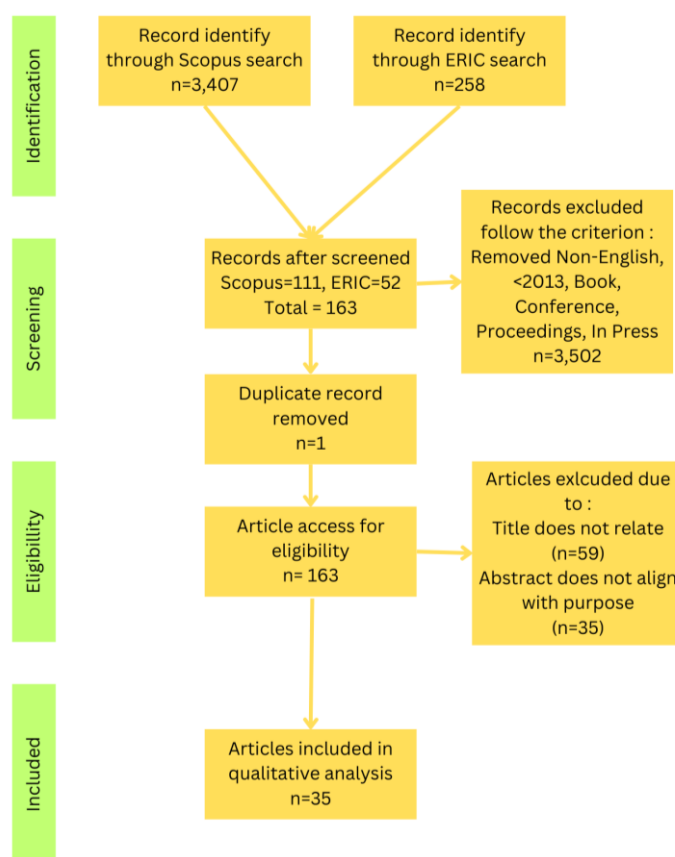 Identification
Record identify
through Scopus search
n=3,407
Record identify
through ERIC search
n=258
Screening
Records after screened
Scopus=111, ERIC=52
Total = 163
Records excluded
follow the criterion :
Removed Non-English,
<2013, Book,
Conference,
Proceedings, In Press
n=3,502
Duplicate record
removed
n=1
Eligibillity
Article access for
eligibility
n= 163
Articles exlcuded due
to :
Title does not relate
(n=59)
Abstract does not align
with purpose
(n=35)
Included
Articles included in
qualitative analysis
n=35